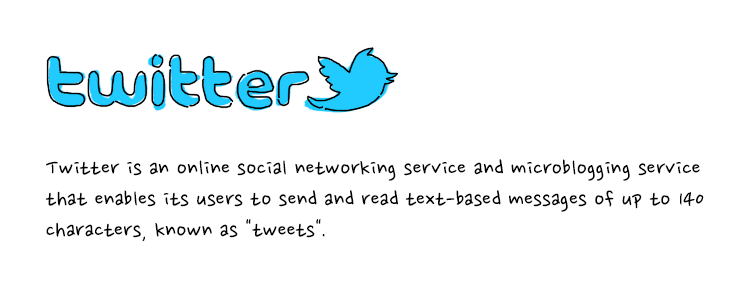 twitter
Twitter is an online social networking service and microblogging service
that enables its users to send and read text-based messages of up to 140
characters, known as "tweets".